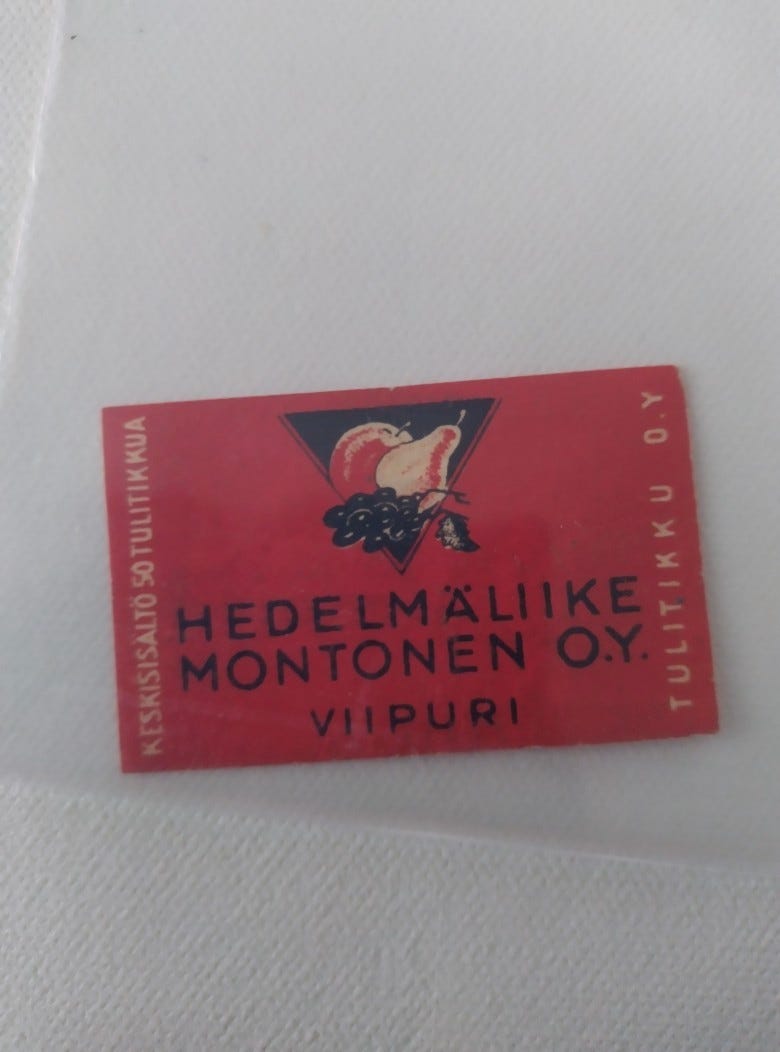 KESKISISÄLTÖ 50 TULITIKKUA
HEDELMÄLIIKE
MONTONEN O.Y.
VIIPURI
TULITIKKU O.Y